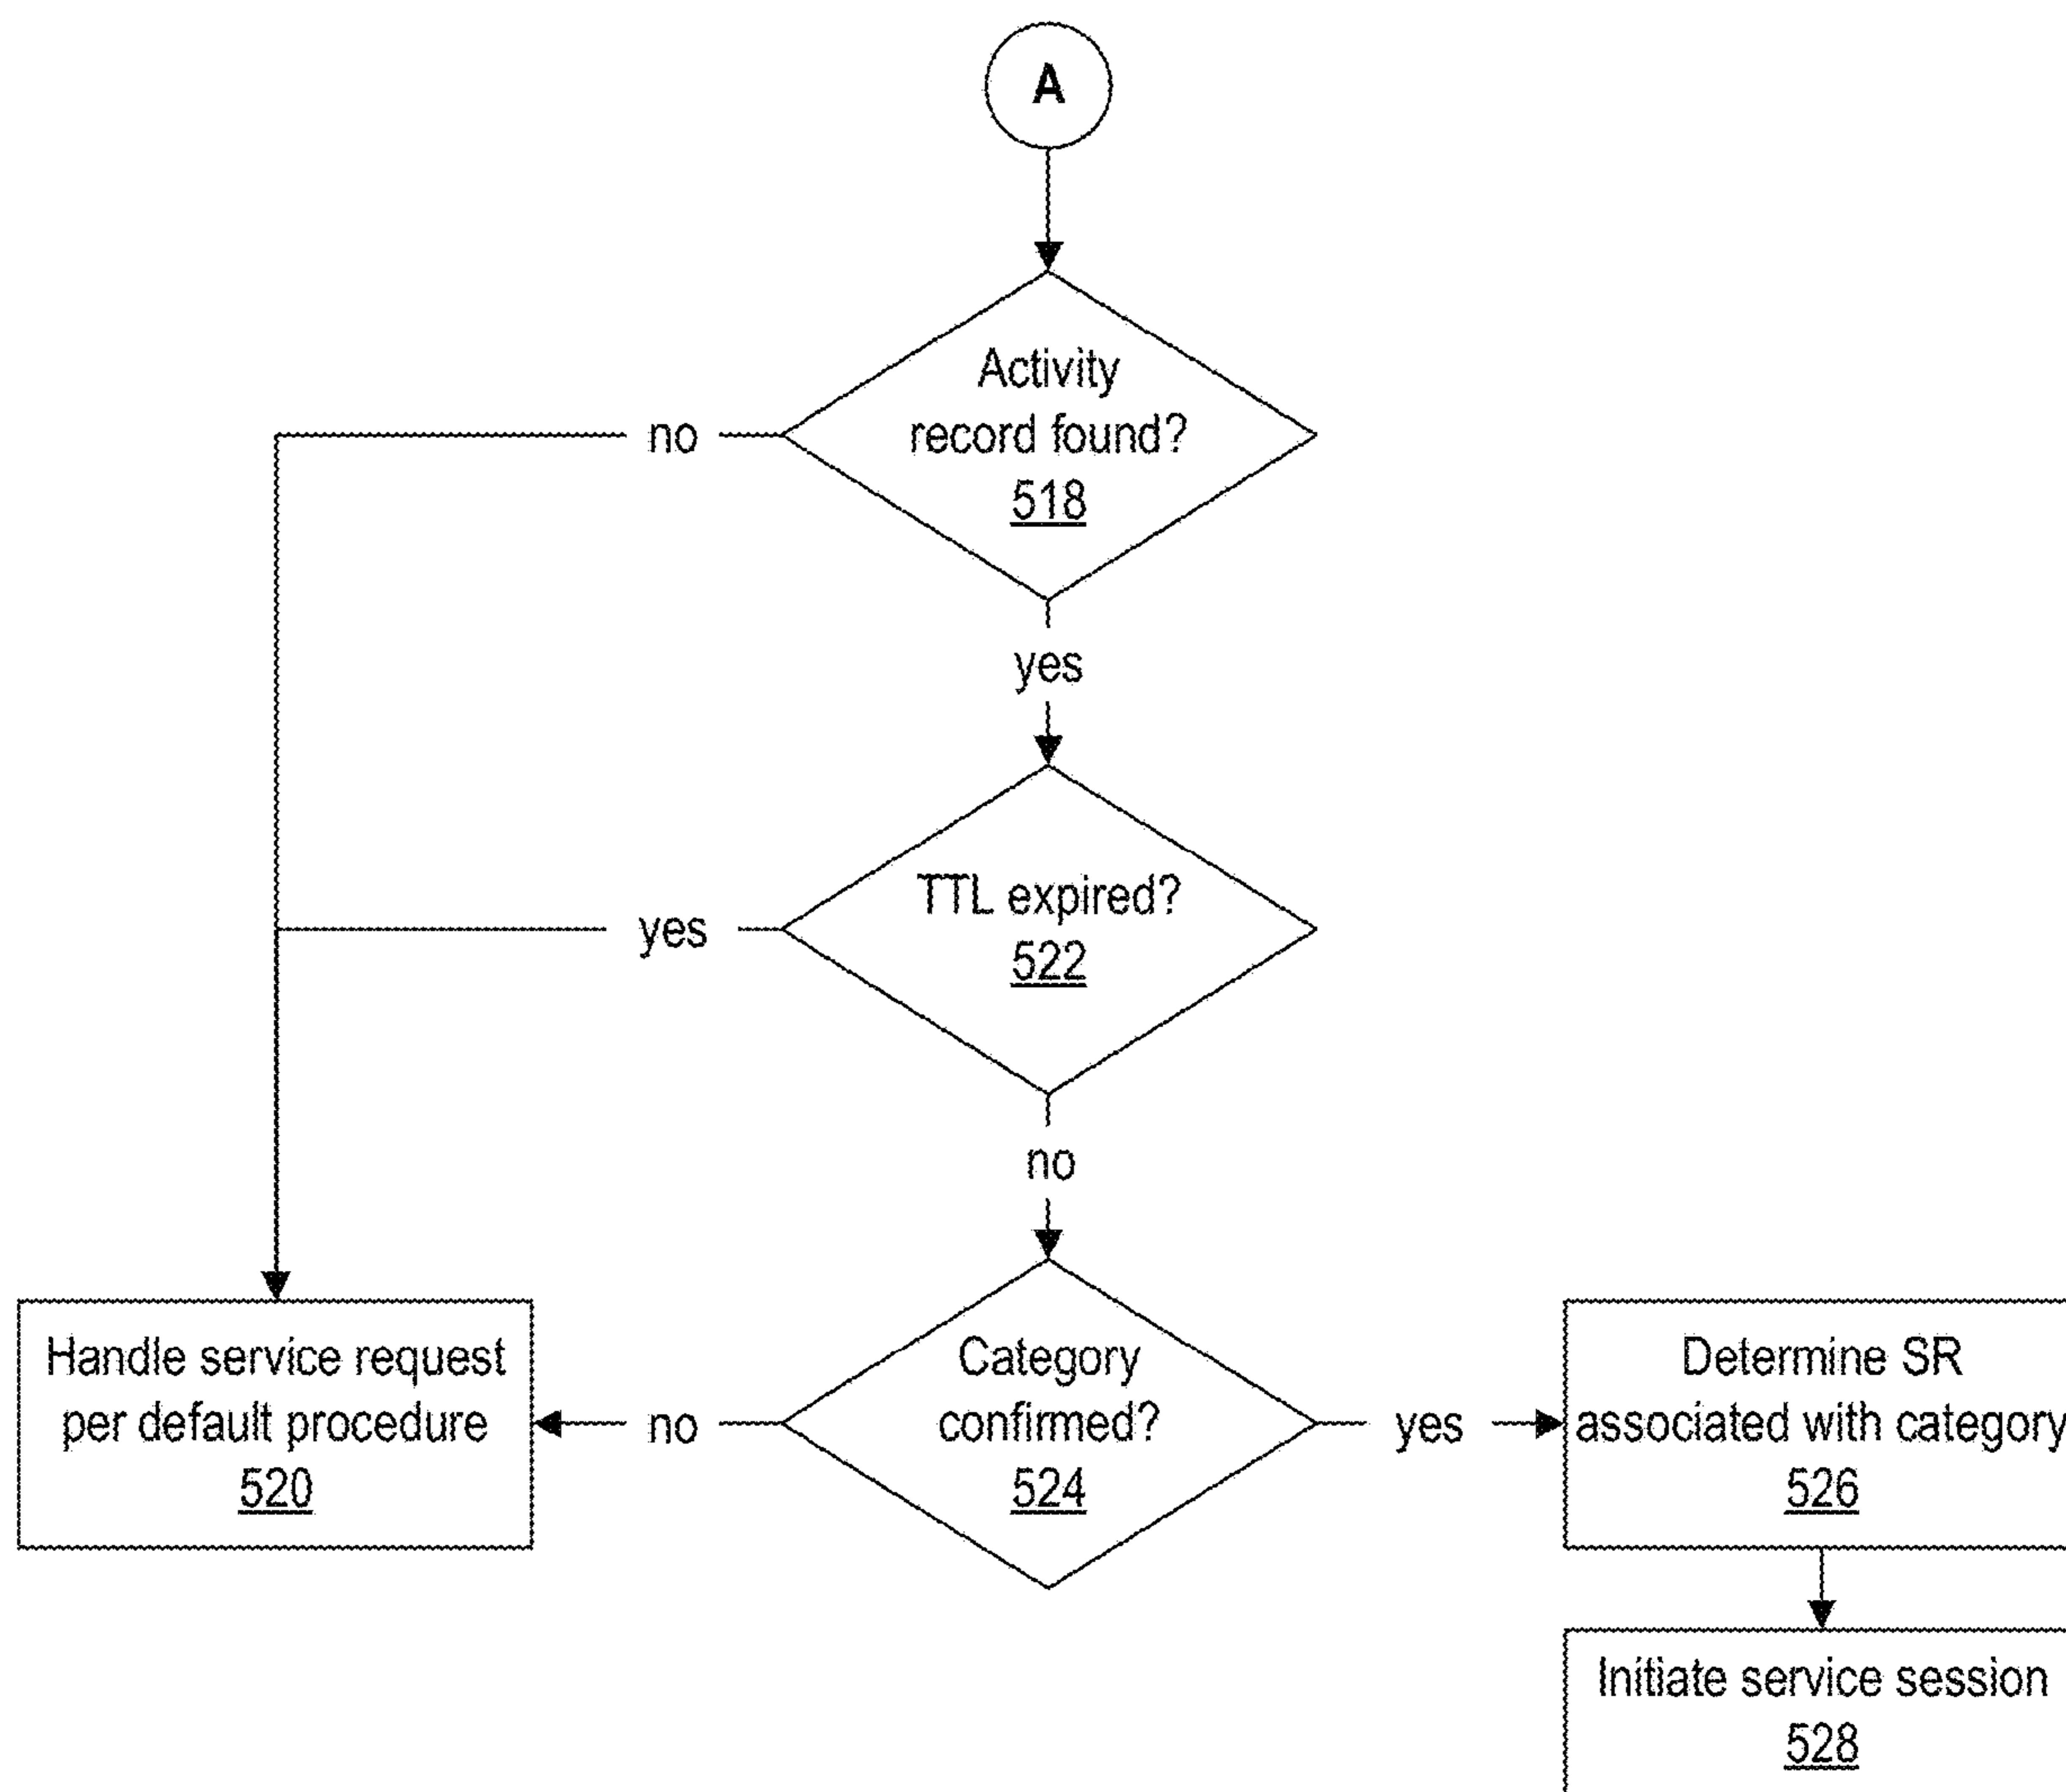 A
Activity
record found?
518
no
yes
TTL expired?
522
yes
no
Handle service request
per default procedure
520
no
Category
confirmed?
524
yes
Determine SR
associated with category
526
Initiate service session
528